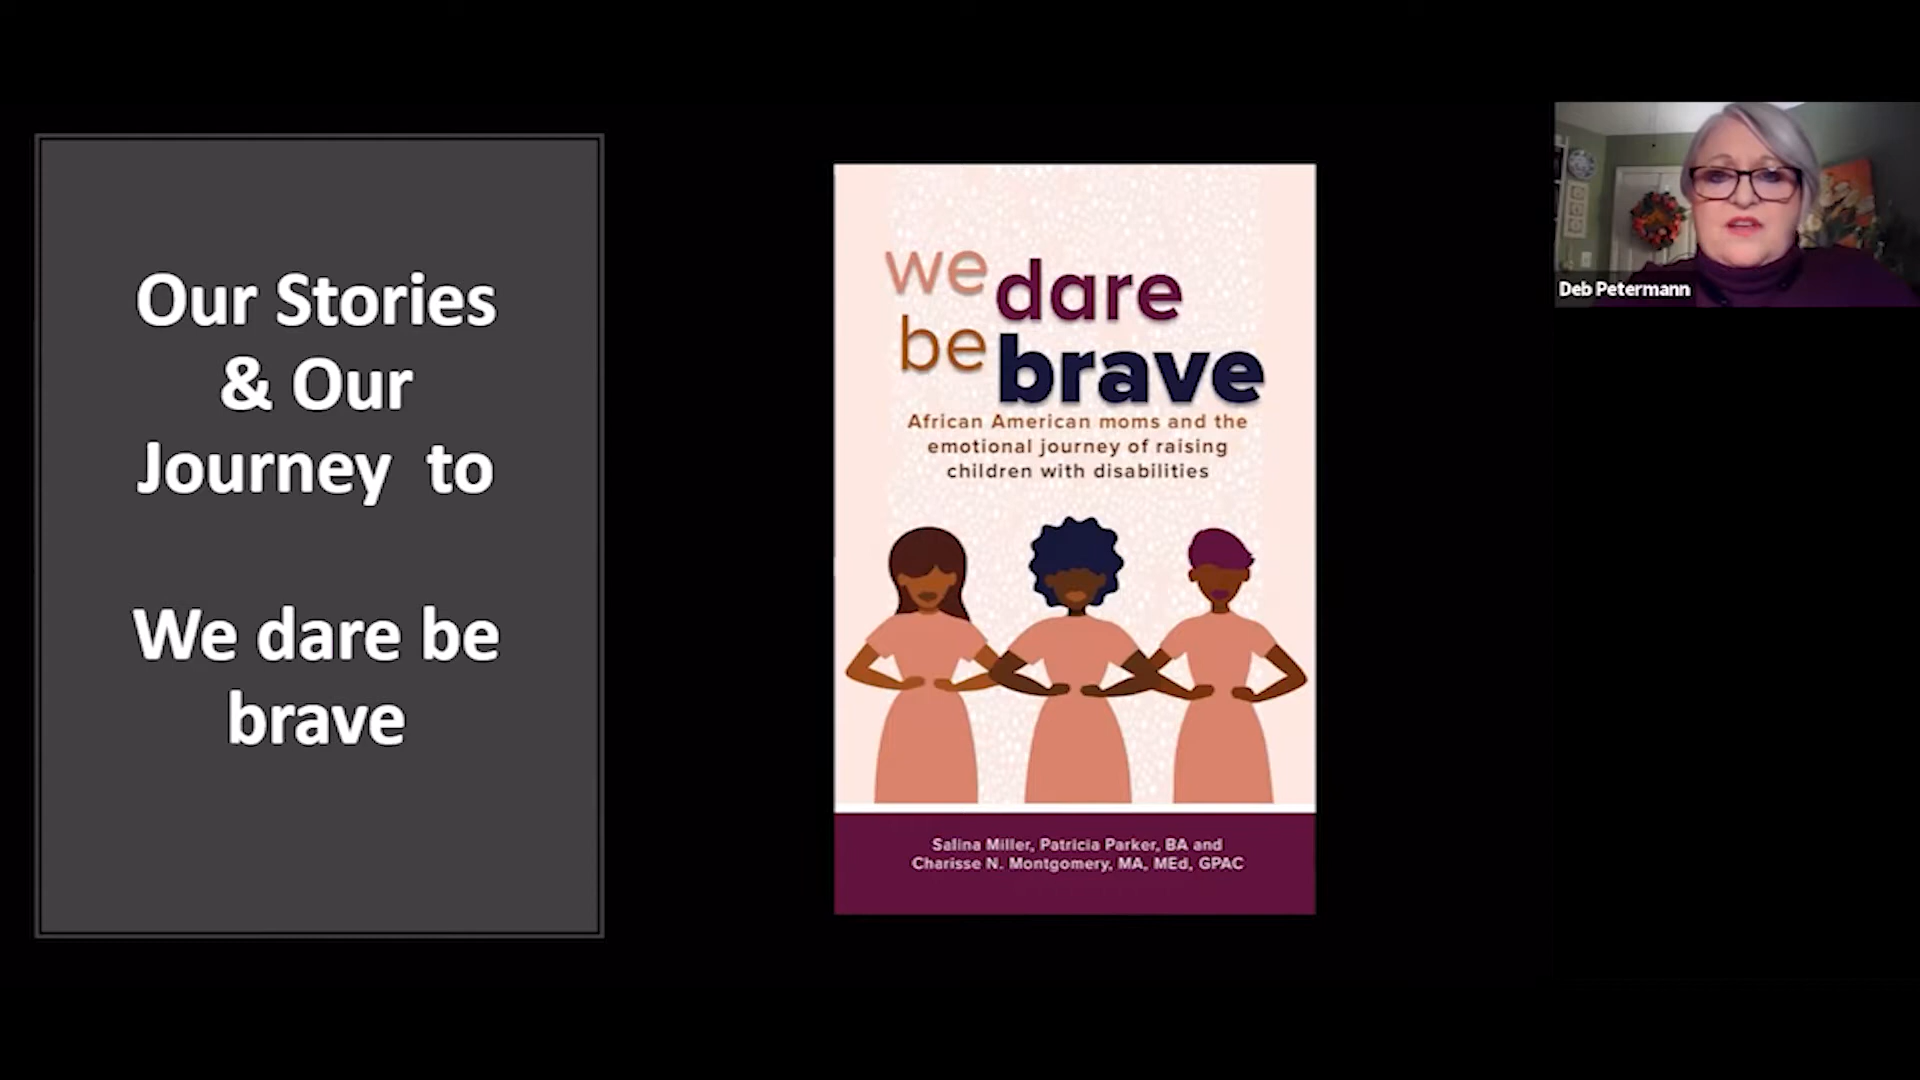 Our Stories
& Our
Journey to
We dare be
brave
we dare
be brave
African American moms and the
emotional journey of raising
children with disabilities
Salina Miller, Patricia Parker, BA and
Charisse N. Montgomery, MA, MEd, GPAC
Deb Petermann